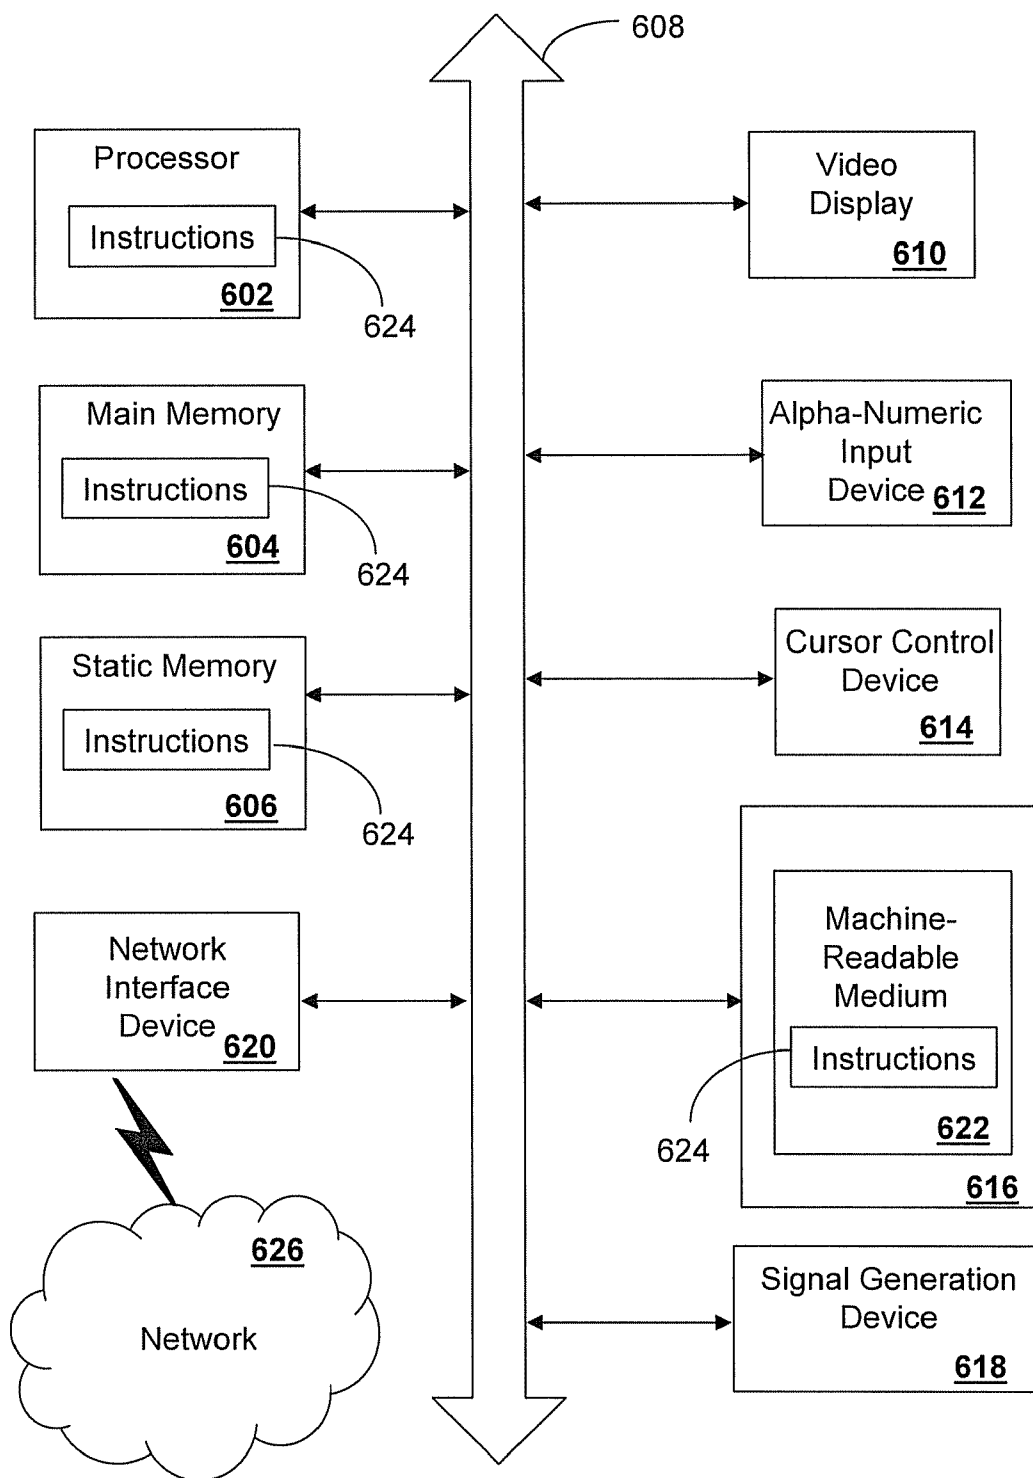 608
Processor
Instructions
602
624
Main Memory
Instructions
604
624
Static Memory
Instructions
606
624
Network
Interface
Device
620
626
Network
Video
Display
610
Alpha-Numeric
Input
Device
612
Cursor Control
Device
614
Machine-
Readable
Medium
Instructions
624
622
616
Signal Generation
Device
618